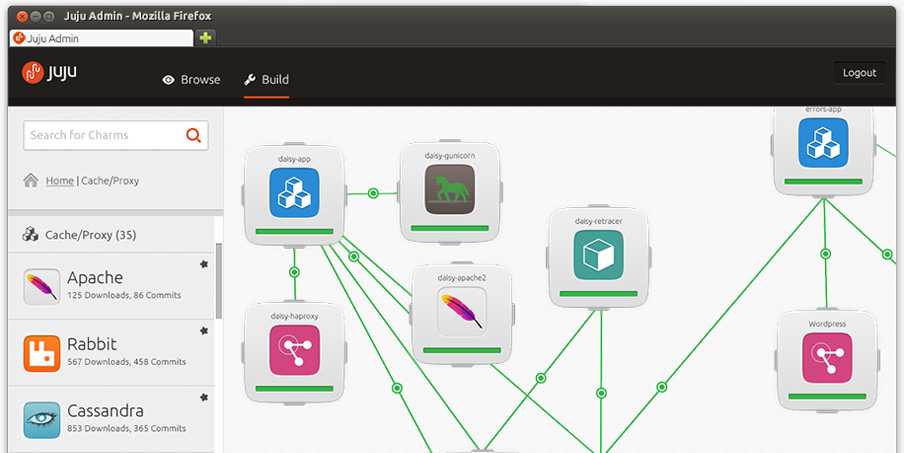 Juju Admin - Mozilla Firefox
Juju Admin
juju
Browse
Build
Logout
Search for Charms
Home | Cache/Proxy
Cache/Proxy (35)
Apache
125 Downloads, 86 Commits
Rabbit
567 Downloads, 458 Commits
Cassandra
853 Downloads, 365 Commits
daisy-app
daisy-gunicorn
errors-app
daisy-retracer
daisy-apache2
daisy-haproxy
Wordpress